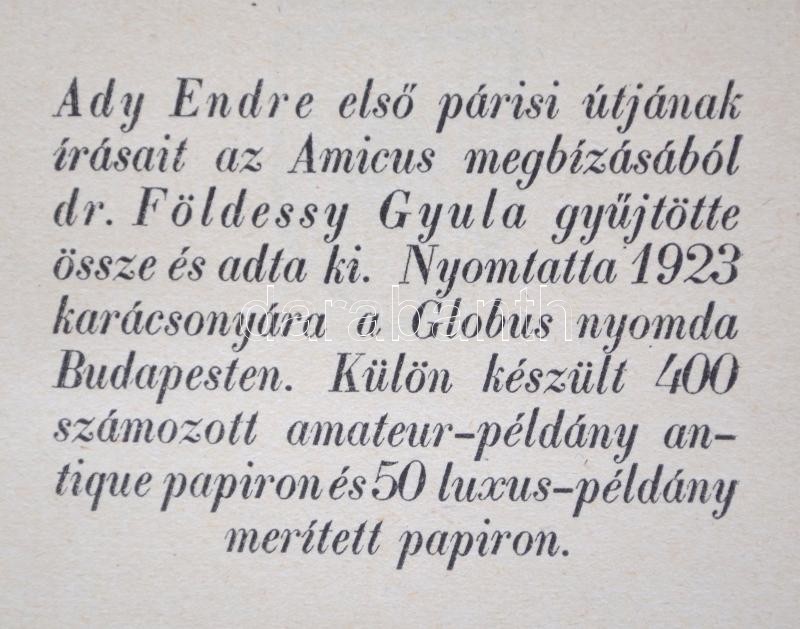 Ady Endre első párisi útjának
írásait az Amicus megbízásából
dr. Földessy Gyula gyűjtötte
össze és adta ki. Nyomtatta 1923
karácsonyára a Globus nyomda
darabanth
Budapesten. Külön készült 400
számozott amateur-példány an-
tique papiron és 50 luxus-példány
merített papiron.